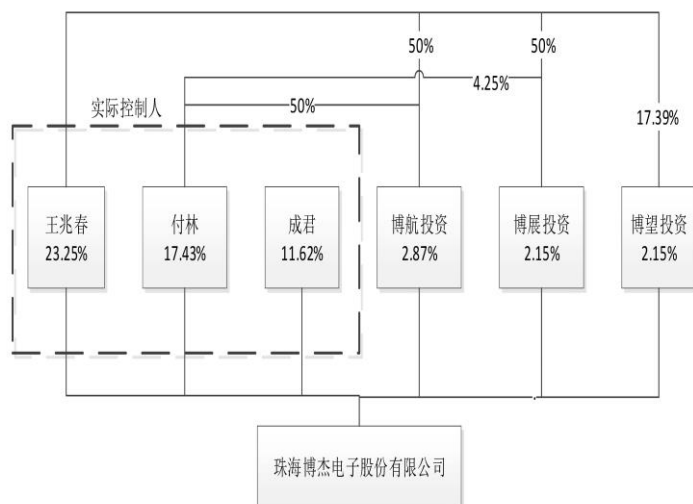 50%
50%
4.25%
实际控制人
50%
17.39%
王兆春
23.25%
付林
17.43%
成君
11.62%
博航投资
2.87%
博展投资
2.15%
博望投资
2.15%
珠海博杰电子股份有限公司